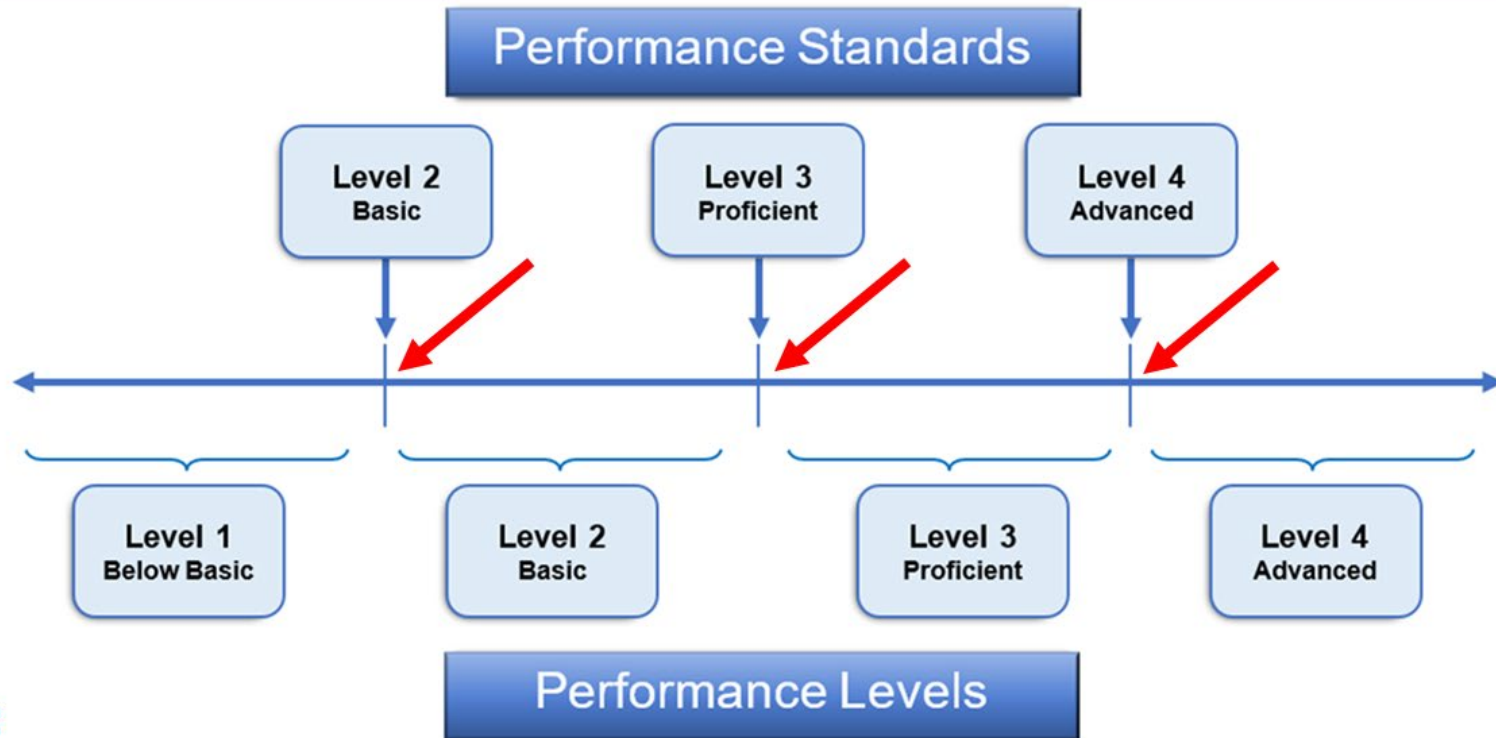 Performance Standards
Level 2
Basic
Level 3
Proficient
Level 4
Advanced
Level 1
Below Basic
Level 2
Basic
Level 3
Proficient
Level 4
Advanced
Performance Levels